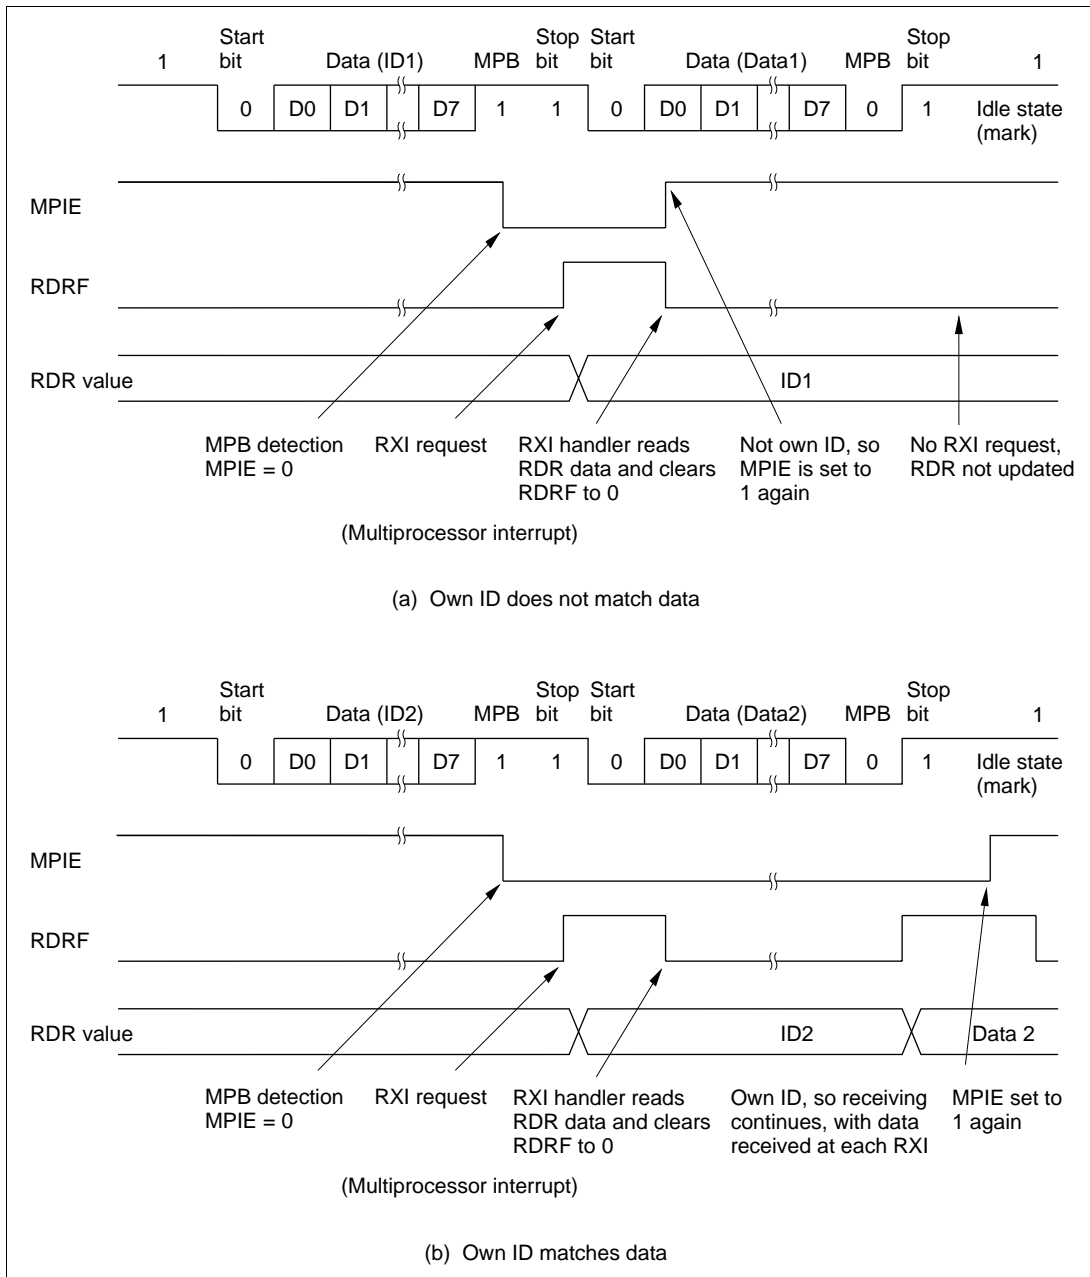 Start Stop Start Stop
1 bit Data (ID1) MPB bit bit Data (Data1) MPB bit 1
0 D0 D1 D7 1 1 0 D0 D1 D7 0 1 Idle state
(mark)
MPIE
RDRF
RDR value ID1
MPB detection RXI request RXI handler reads Not own ID, so No RXI request,
MPIE = 0 RDR data and clears MPIE is set to RDR not updated
RDRF to 0 1 again
(Multiprocessor interrupt)
(a) Own ID does not match data
Start Stop Start Stop
1 bit Data (ID2) MPB bit bit Data (Data2) MPB bit 1
0 D0 D1 D7 1 1 0 D0 D1 D7 0 1 Idle state
(mark)
MPIE
RDRF
RDR value ID2 Data 2
MPB detection RXI request RXI handler reads Own ID, so receiving MPIE set to
MPIE = 0 RDR data and clears continues, with data 1 again
RDRF to 0 received at each RXI
(Multiprocessor interrupt)
(b) Own ID matches data